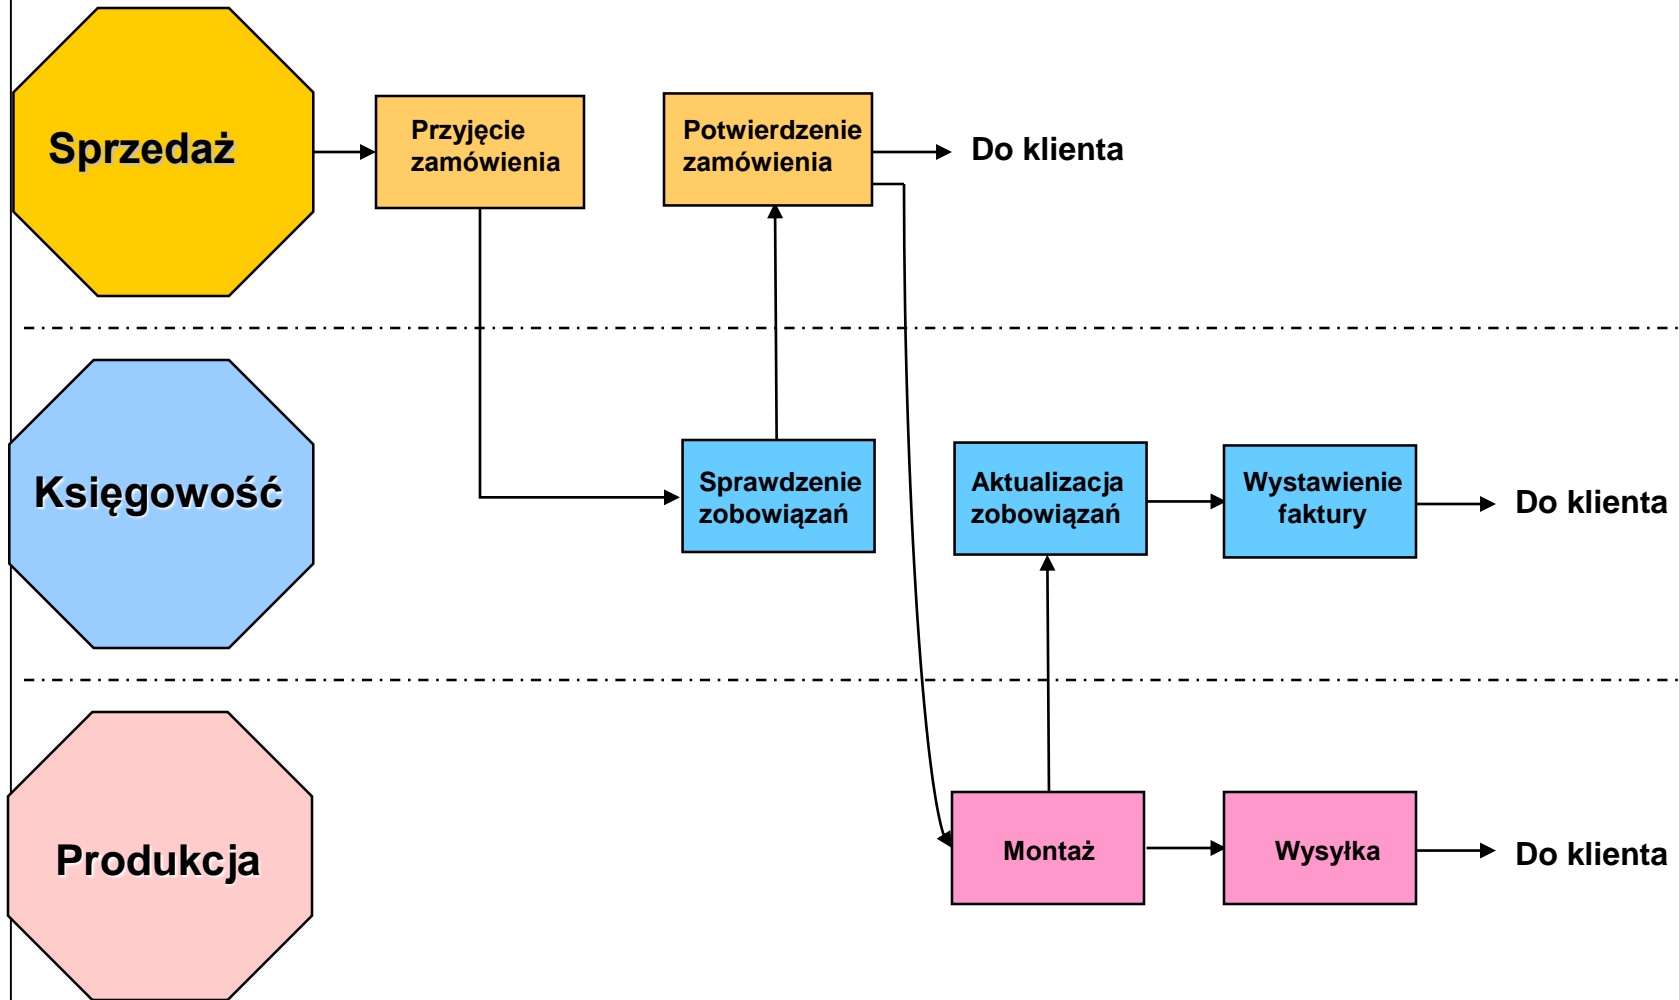 Sprzedaż
Przyjęcie
zamówienia
Potwierdzenie
zamówienia
Do klienta
Księgowość
Sprawdzenie
zobowiązań
Aktualizacja
zobowiązań
Wystawienie
faktury
Do klienta
Produkcja
Montaż
Wysyłka
Do klienta